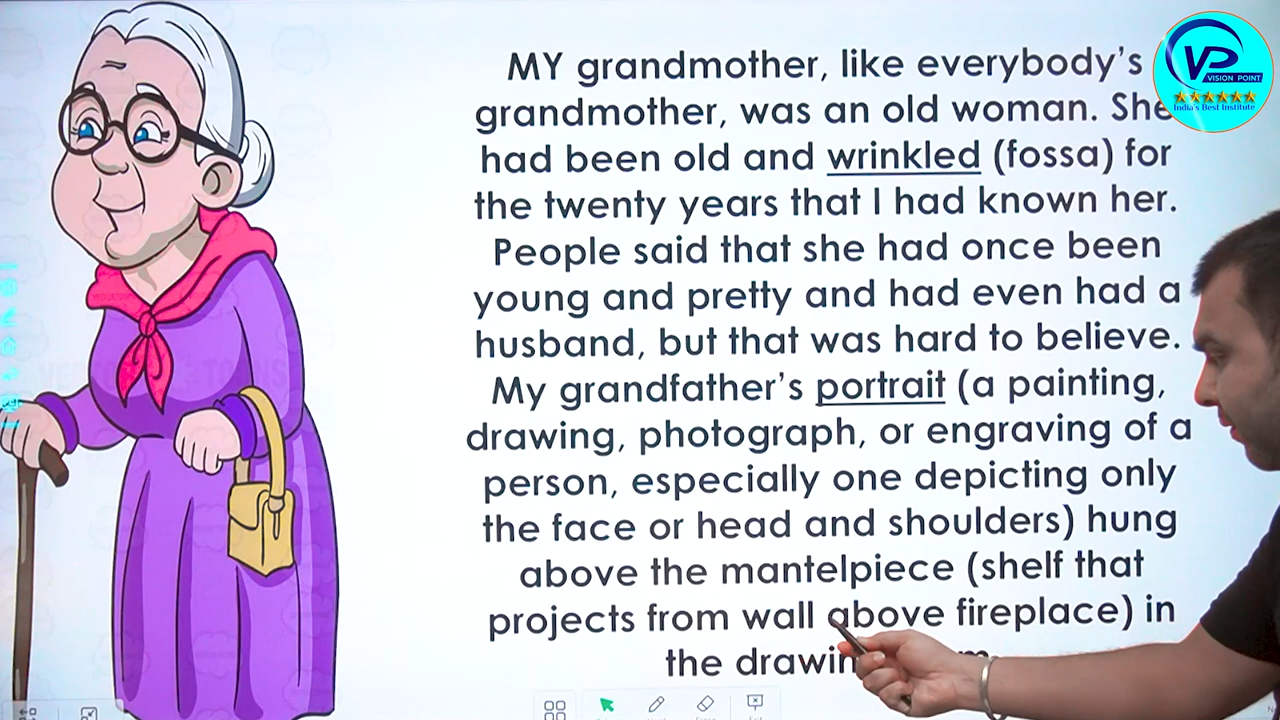 MY grandmother, like everybody's
grandmother, was an old woman. She
had been old and wrinkled (fossa) for
the twenty years that I had known her.
People said that she had once been
young and pretty and had even had a
husband, but that was hard to believe.
My grandfather's portrait (a painting,
drawing, photograph, or engraving of a
person, especially one depicting only
the face or head and shoulders) hung
above the mantelpiece (shelf that
projects from wall above fireplace) in
the
VP
VISION POINT
India's Best Institute